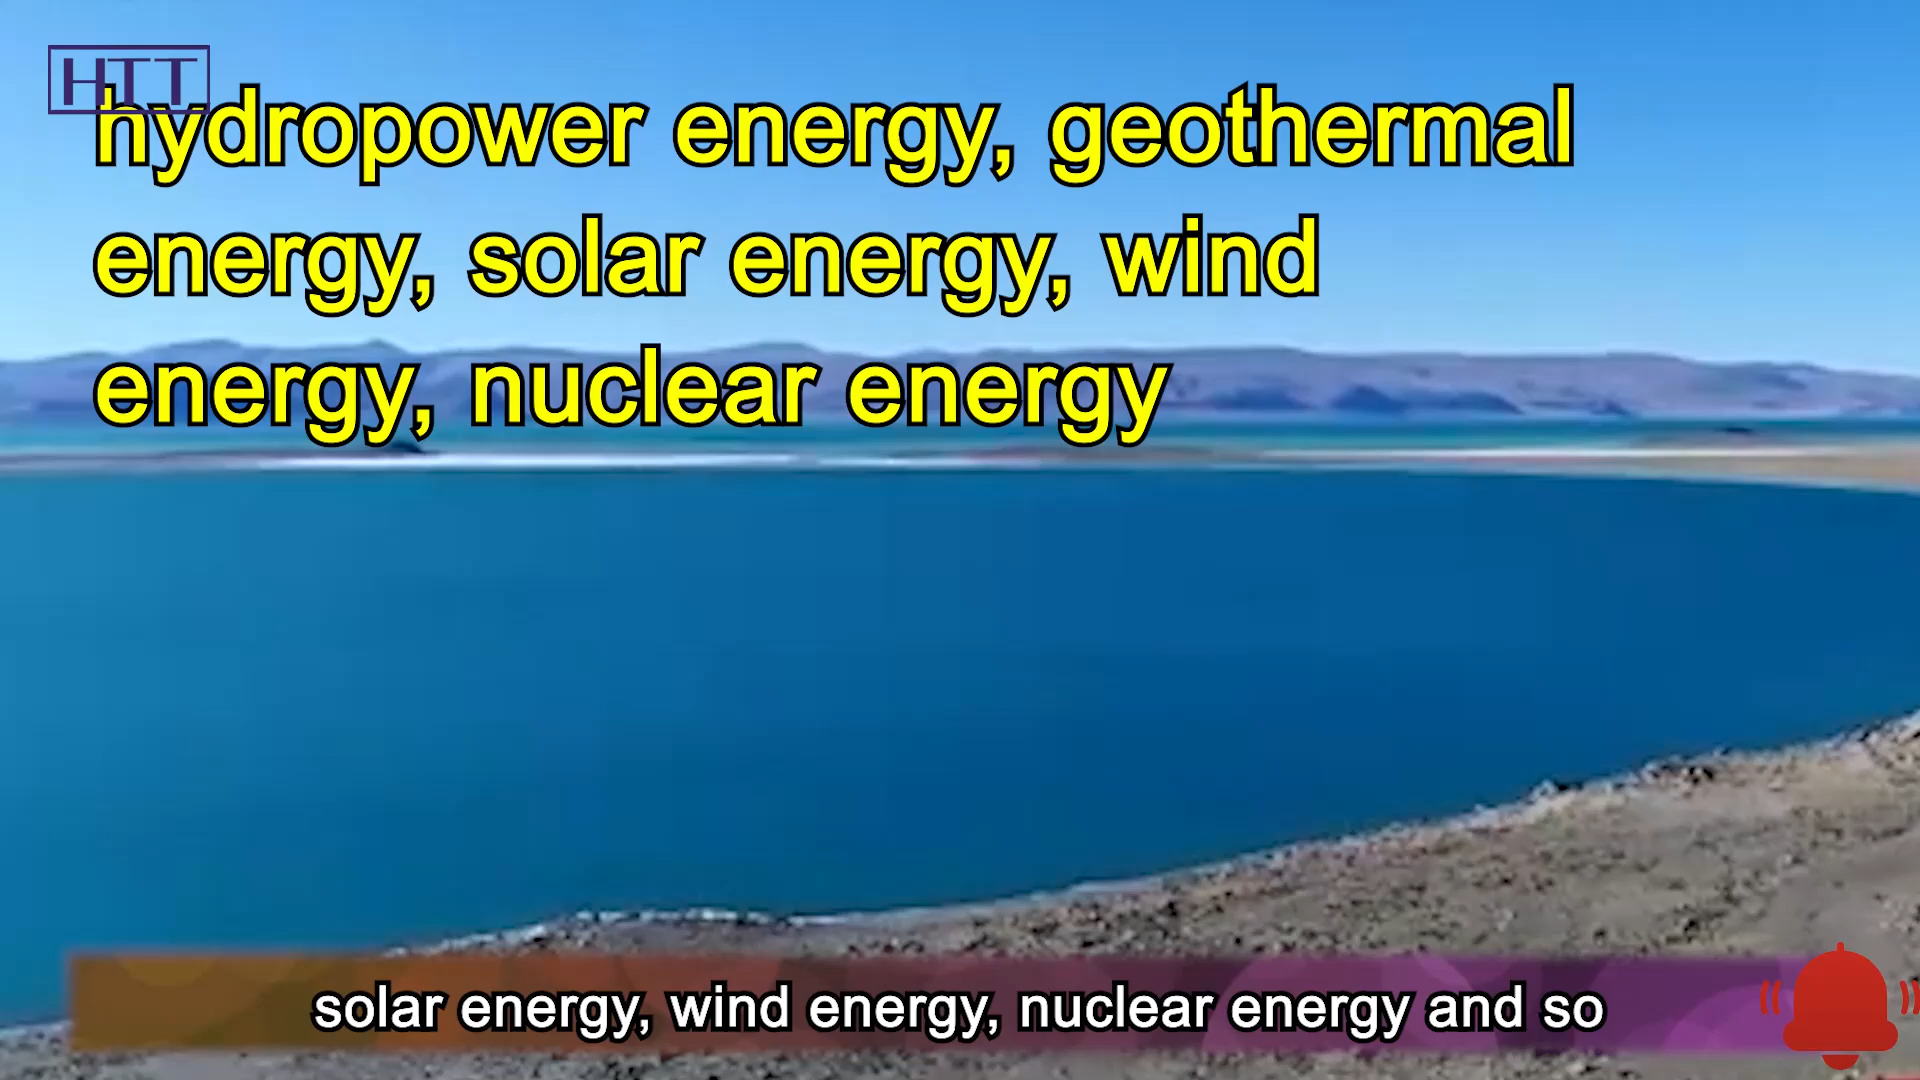 HTT
hydropower energy, geothermal
energy, solar energy, wind
energy, nuclear energy
solar energy, wind energy, nuclear energy and so